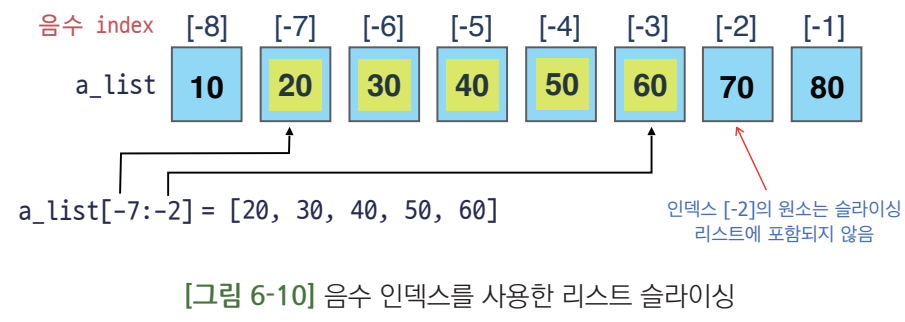 음수 index [-8] [-7] [-6] [-5] [-4] [-3] [-2] [-1]
a_list 10 20 30 40 50 60 70 80
a_list[-7:-2] = [20, 30, 40, 50, 60]
인덱스 [-2]의 원소는 슬라이싱
리스트에 포함되지 않음
[그림 6-10] 음수 인덱스를 사용한 리스트 슬라이싱